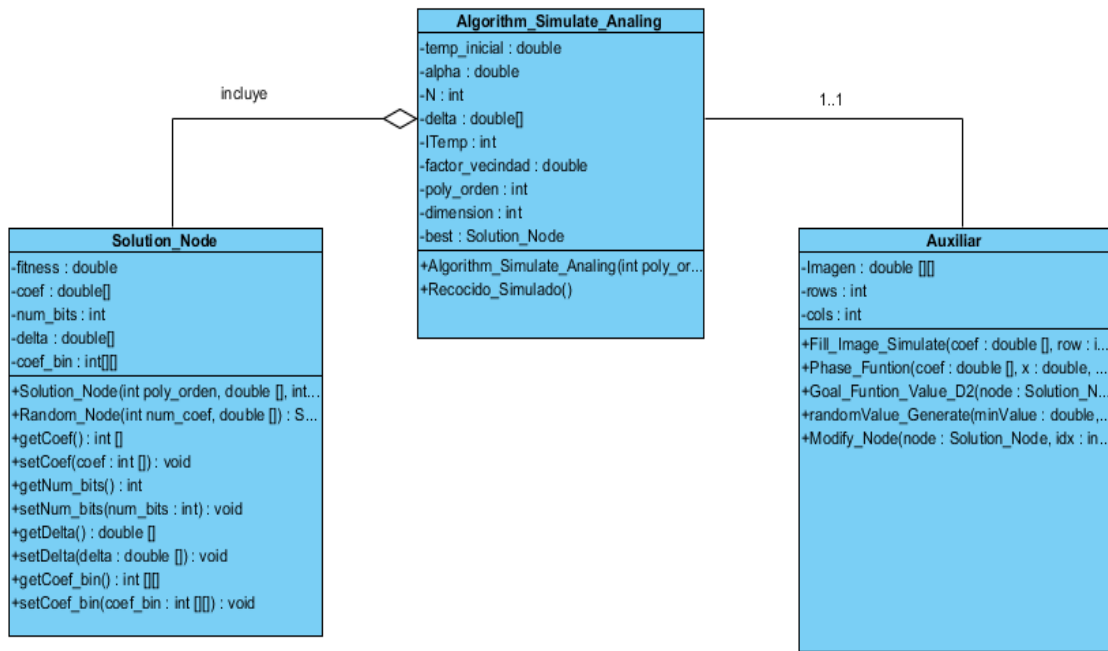 Algorithm_Simulate_Analing
-temp_inicial : double
-alpha : double
-N : int
-delta : double[]
-ITemp : int
-factor_vecindad : double
-poly_orden : int
-dimension : int
-best : Solution_Node
+Algorithm_Simulate_Analing(int poly_or...
+Recocido_Simulado()
incluye
1..1
Solution_Node
-fitness : double
-coef : double[]
-num_bits : int
-delta : double[]
-coef_bin : int[][]
+Solution_Node(int poly_orden, double [], int...
+Random_Node(int num_coef, double []) : S...
+getCoef() : int []
+setCoef(coef : int []) : void
+getNum_bits() : int
+setNum_bits(num_bits : int) : void
+getDelta() : double []
+setDelta(delta : double []) : void
+getCoef_bin() : int [][]
+setCoef_bin(coef_bin : int [][]) : void
Auxiliar
-Imagen : double [][]
-rows : int
-cols : int
+Fill_Image_Simulate(coef : double [], row : i...
+Phase_Funtion(coef : double [], x : double, ...
+Goal_Funtion_Value_D2(node : Solution_N...
+randomValue_Generate(minValue : double,...
+Modify_Node(node : Solution_Node, idx : in...